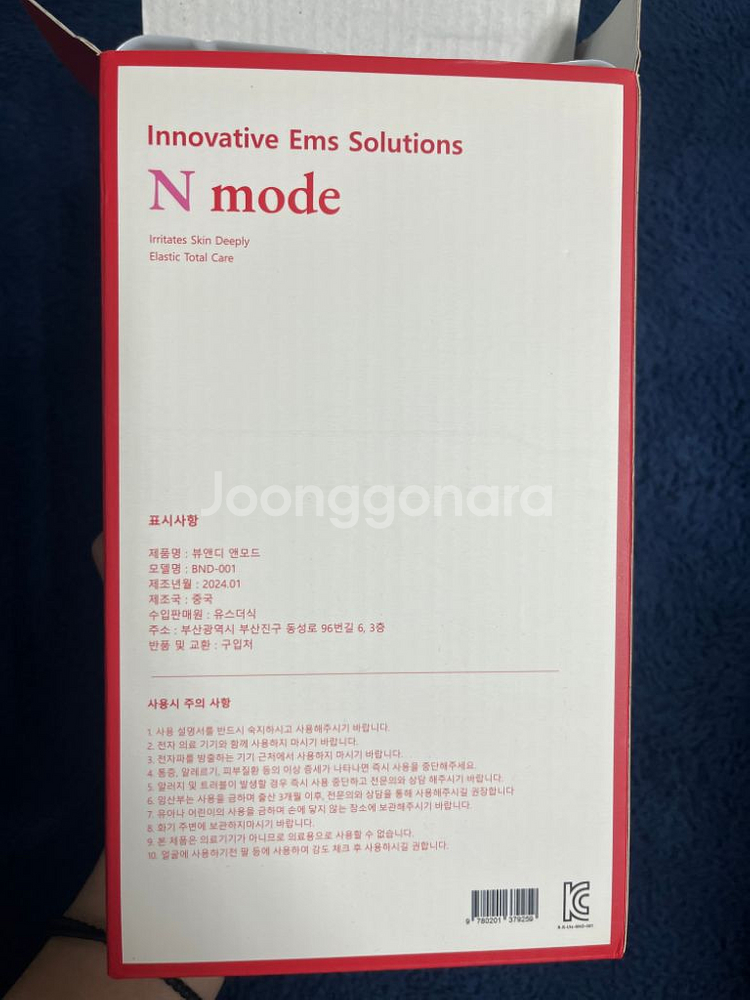 Innovative Ems Solutions
N mode
Irritates Skin Deeply
Elastic Total Care
Joonggonara
표시사항
제품명 : 뷰앤디 앤모드
모델명 : BND-001
제조년월 : 2024.01
제조국 : 중국
수입판매원 : 유스더식
주소 : 부산광역시 부산진구 동성로 96번길 6, 3층
반품 및 교환 : 구입처
사용시 주의 사항
1. 사용 설명서를 반드시 숙지하시고 사용해주시기 바랍니다.
2. 전자 의료 기기와 함께 사용하지 마시기 바랍니다.
3. 전자파를 방출하는 기기 근처에서 사용하지 마시기 바랍니다.
4. 통증, 알레르기, 피부질환 등의 이상 증세가 나타나면 즉시 사용을 중단해주세요.
5. 알러지 및 트러블이 발생할 경우 즉시 사용 중단하고 전문의와 상담 해주시기 바랍니다.
6. 임산부는 사용을 금하며 출산 3개월 이후, 전문의와 상담을 통해 사용해주시길 권장합니다
7. 유아나 어린이의 사용을 금하며 손에 닿지 않는 장소에 보관해주시기 바랍니다.
8. 화기 주변에 보관하지마시기 바랍니다.
9. 본 제품은 의료기기가 아니므로 의료용으로 사용할 수 없습니다.
10. 얼굴에 사용하기전 팔 등에 사용하여 감도 체크 후 사용하시길 권합니다.
9 780201 379259
KC